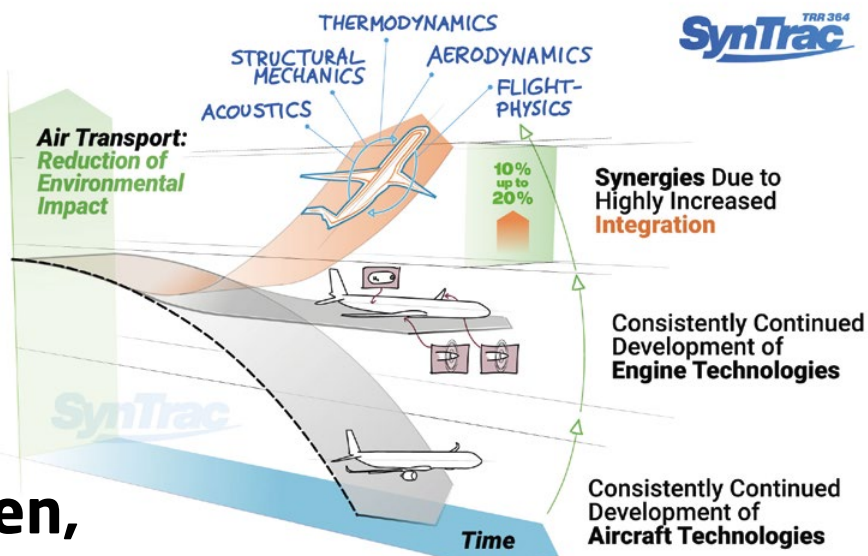 THERMODYNAMICS
STRUCTURAL
MECHANICS
AERODYNAMICS
ACOUSTICS
FLIGHT-
PHYSICS
TRR 364
SynTrac
Air Transport:
Reduction of
Environmental
Impact
10%
up to
20%
Synergies Due to
Highly Increased
Integration
Consistently Continued
Development of
Engine Technologies
SynTrac
Consistently Continued
Development of
Aircraft Technologies
Time
en,